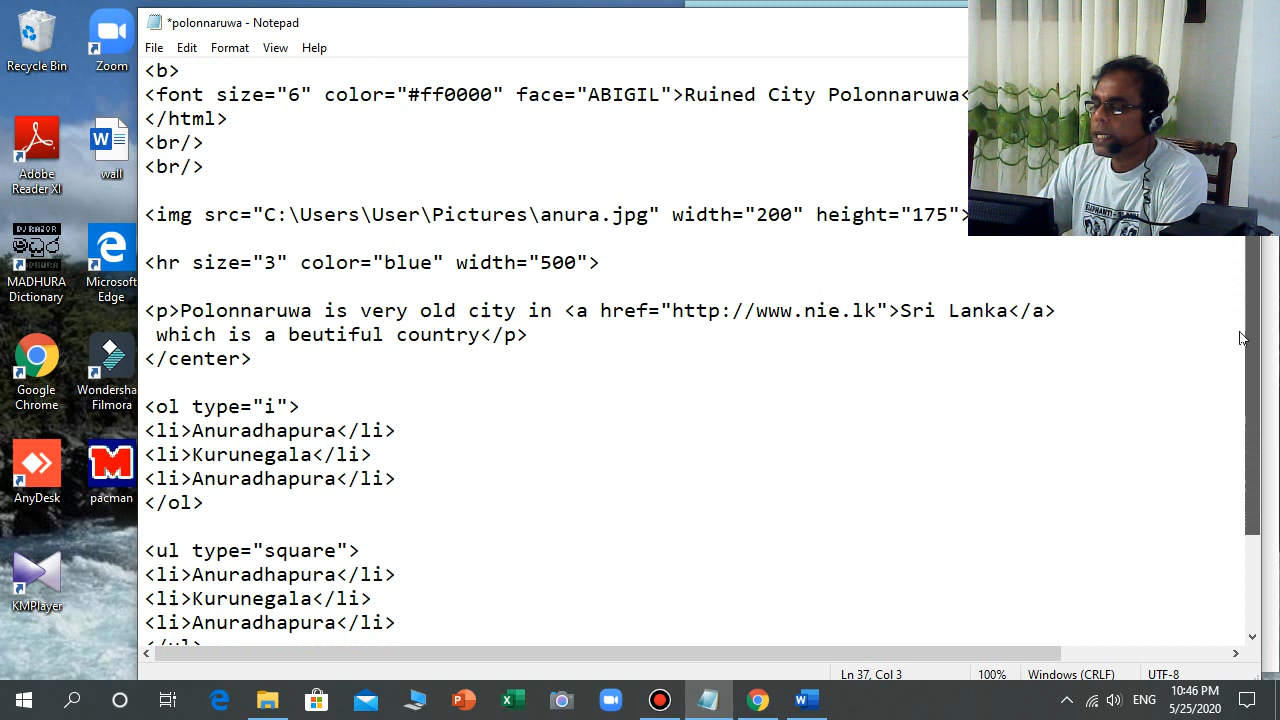 Recycle Bin
Zoom
Adobe Reader XI
wall
MADHURA Dictionary
Microsoft Edge
Google Chrome
Wondersha Filmora
AnyDesk
pacman
KMPlayer
*polonnaruwa - Notepad
File Edit Format View Help
<b>
<font size="6" color="#ff0000" face="ABIGIL">Ruined City Polonnaruwa<
</html>
<br/>
<br/>
<img src="C:\Users\User\Pictures\anura.jpg" width="200" height="175">
<hr size="3" color="blue" width="500">
<p>Polonnaruwa is very old city in <a href="http://www.nie.lk">Sri Lanka</a>
which is a beutiful country</p>
</center>
<ol type="i">
<li>Anuradhapura</li>
<li>Kurunegala</li>
<li>Anuradhapura</li>
</ol>
<ul type="square">
<li>Anuradhapura</li>
<li>Kurunegala</li>
<li>Anuradhapura</li>
Ln 37, Col 3 100% Windows (CRLF) UTF-8
ENG
10:46 PM
5/25/2020